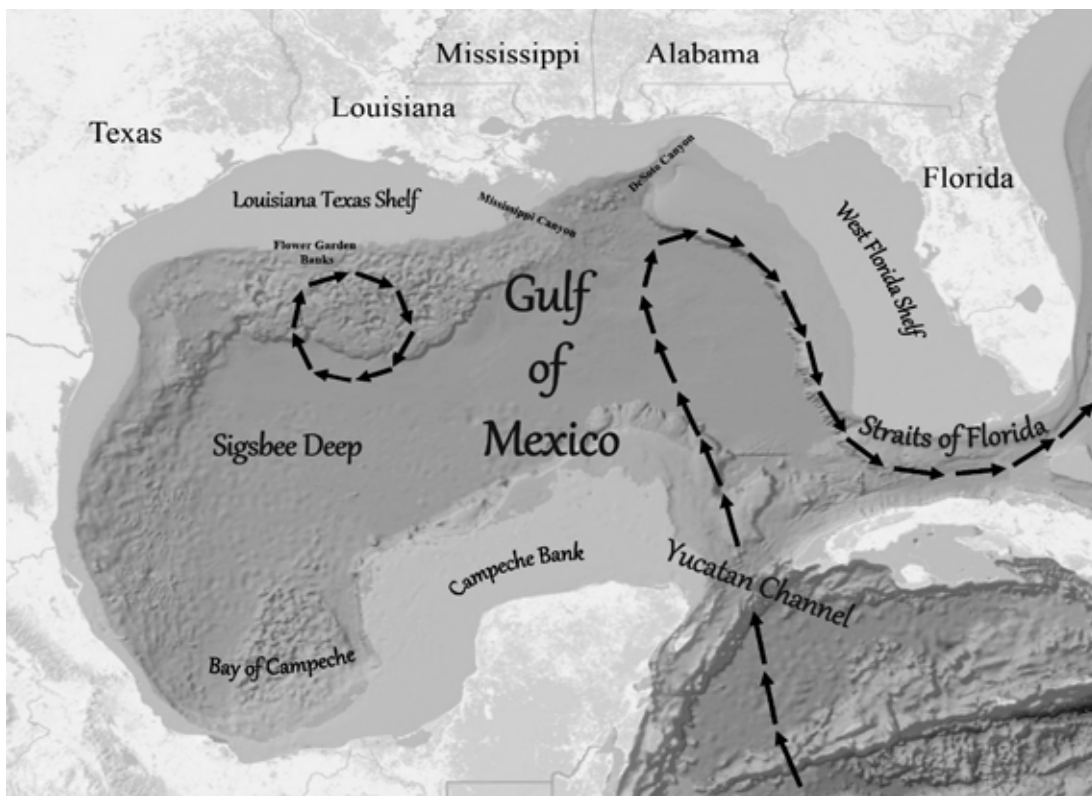 Mississippi
Alabama
Louisiana
Texas
Florida
DeSoto Canyon
Louisiana Texas Shelf
Mississippi Canyon
West Florida Shelf
Flower Garden
Banks
Gulf
of
Mexico
Straits of Florida
Sigsbee Deep
Campeche Bank
Yucatan Channel
Bay of Campeche